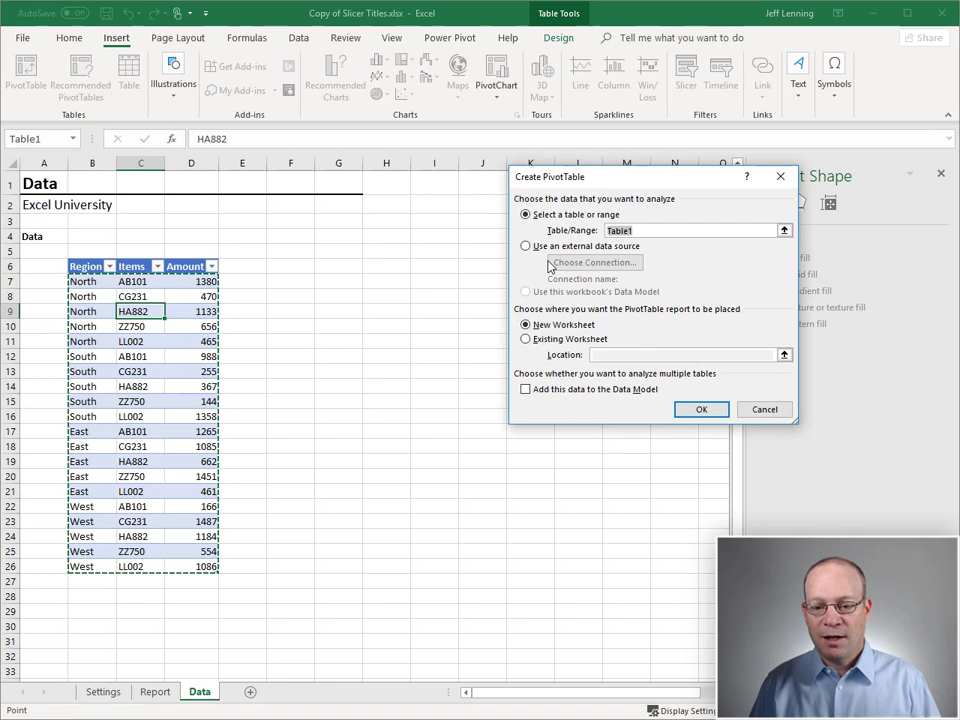 AutoSave Off
Copy of Slicer Titles.xlsx - Excel
Table Tools
Jeff Lenning
File Home Insert Page Layout Formulas Data Review View Power Pivot Help Design Tell me what you want to do Share
PivotTable Recommended PivotTables Table
Illustrations
Get Add-ins
My Add-ins
Recommended Charts
Maps PivotChart
3D Map
Line Column Win/Loss
Slicer Timeline
Link
Text
Symbols
Tables Add-ins Charts Tours Sparklines Filters Links
Table1 fx HA882
A B C D E F G H I J K L M N O
1 Data
2 Excel University
3
4 Data
5
6 Region Items Amount
7 North AB101 1380
8 North CG231 470
9 North HA882 1133
10 North ZZ750 656
11 North LL002 465
12 South AB101 988
13 South CG231 255
14 South HA882 367
15 South ZZ750 144
16 South LL002 1358
17 East AB101 1265
18 East CG231 1085
19 East HA882 662
20 East ZZ750 1451
21 East LL002 461
22 West AB101 166
23 West CG231 1487
24 West HA882 1184
25 West ZZ750 554
26 West LL002 1086
27
28
29
30
31
32
33
Create PivotTable ?
Choose the data that you want to analyze
Select a table or range
Table/Range: Table1
Use an external data source
Choose Connection...
Connection name:
Use this workbook's Data Model
Choose where you want the PivotTable report to be placed
New Worksheet
Existing Worksheet
Location:
Choose whether you want to analyze multiple tables
Add this data to the Data Model
OK Cancel
t Shape
fill
id fill
dient fill
ure or texture fill
tern fill
Settings Report Data
Point
Display Settin